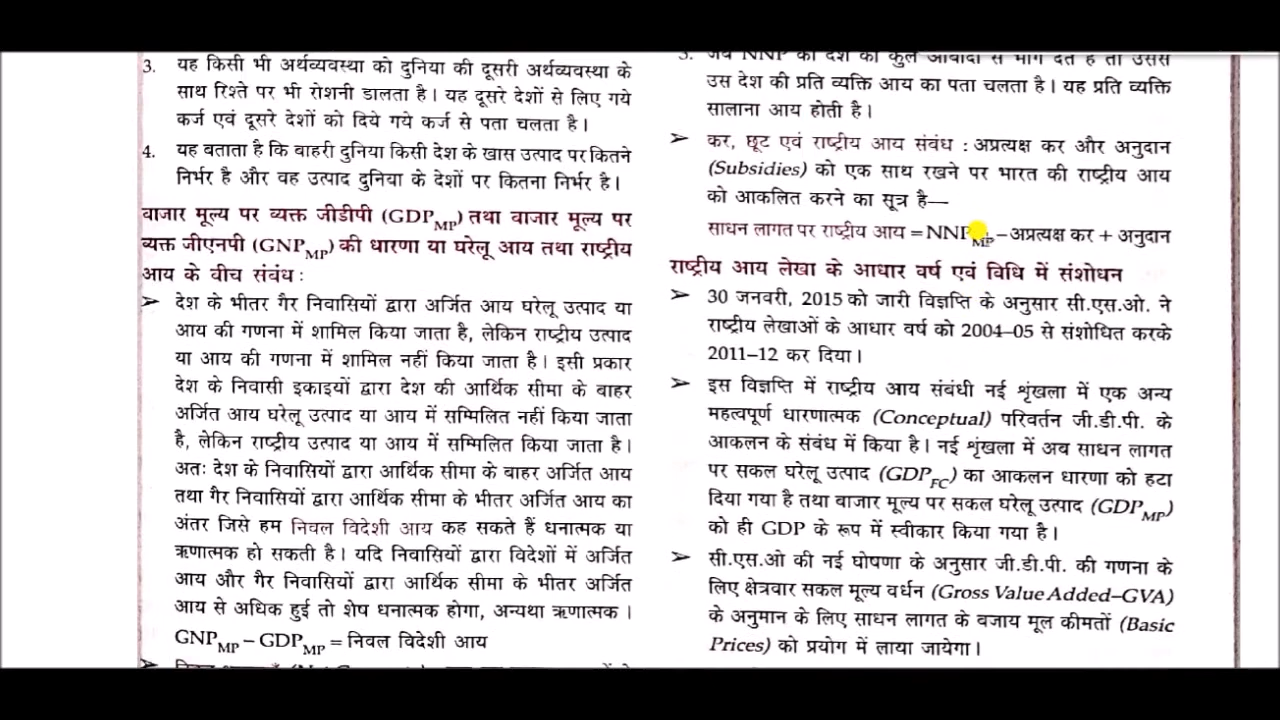 3. यह किसी भी अर्थव्यवस्था को दुनिया की दूसरी अर्थव्यवस्था के
साथ रिश्ते पर भी रोशनी डालता है। यह दूसरे देशों से लिए गये
कर्ज एवं दूसरे देशों को दिये गये कर्ज से पता चलता है।
4. यह बताता है कि बाहरी दुनिया किसी देश के खास उत्पाद पर कितने
निर्भर है और वह उत्पाद दुनिया के देशों पर कितना निर्भर है।
बाजार मूल्य पर व्यक्त जीडीपी (GDP_MP) तथा बाजार मूल्य पर
व्यक्त जीएनपी (GNP_MP) की धारणा या घरेलू आय तथा राष्ट्रीय
आय के बीच संबंध :
➢ देश के भीतर गैर निवासियों द्वारा अर्जित आय घरेलू उत्पाद या
आय की गणना में शामिल किया जाता है, लेकिन राष्ट्रीय उत्पाद
या आय की गणना में शामिल नहीं किया जाता है। इसी प्रकार
देश के निवासी इकाइयों द्वारा देश की आर्थिक सीमा के बाहर
अर्जित आय घरेलू उत्पाद या आय में सम्मिलित नहीं किया जाता
है, लेकिन राष्ट्रीय उत्पाद या आय में सम्मिलित किया जाता है।
अतः देश के निवासियों द्वारा आर्थिक सीमा के बाहर अर्जित आय
तथा गैर निवासियों द्वारा आर्थिक सीमा के भीतर अर्जित आय का
अंतर जिसे हम निवल विदेशी आय कह सकते हैं धनात्मक या
ऋणात्मक हो सकती है। यदि निवासियों द्वारा विदेशों में अर्जित
आय और गैर निवासियों द्वारा आर्थिक सीमा के भीतर अर्जित
आय से अधिक हुई तो शेष धनात्मक होगा, अन्यथा ऋणात्मक।
GNP_MP – GDP_MP = निवल विदेशी आय
जब NNP को देश की कुल आबादी से भाग देते हैं तो उससे
उस देश की प्रति व्यक्ति आय का पता चलता है। यह प्रति व्यक्ति
सालाना आय होती है।
➢ कर, छूट एवं राष्ट्रीय आय संबंध : अप्रत्यक्ष कर और अनुदान
(Subsidies) को एक साथ रखने पर भारत की राष्ट्रीय आय
को आकलित करने का सूत्र है—
साधन लागत पर राष्ट्रीय आय = NNP_MP – अप्रत्यक्ष कर + अनुदान
राष्ट्रीय आय लेखा के आधार वर्ष एवं विधि में संशोधन
➢ 30 जनवरी, 2015 को जारी विज्ञप्ति के अनुसार सी.एस.ओ. ने
राष्ट्रीय लेखाओं के आधार वर्ष को 2004–05 से संशोधित करके
2011–12 कर दिया।
➢ इस विज्ञप्ति में राष्ट्रीय आय संबंधी नई शृंखला में एक अन्य
महत्वपूर्ण धारणात्मक (Conceptual) परिवर्तन जी.डी.पी. के
आकलन के संबंध में किया है। नई शृंखला में अब साधन लागत
पर सकल घरेलू उत्पाद (GDP_FC) का आकलन धारणा को हटा
दिया गया है तथा बाजार मूल्य पर सकल घरेलू उत्पाद (GDP_MP)
को ही GDP के रूप में स्वीकार किया गया है।
➢ सी.एस.ओ की नई घोषणा के अनुसार जी.डी.पी. की गणना के
लिए क्षेत्रवार सकल मूल्य वर्धन (Gross Value Added–GVA)
के अनुमान के लिए साधन लागत के बजाय मूल कीमतों (Basic
Prices) को प्रयोग में लाया जायेगा।